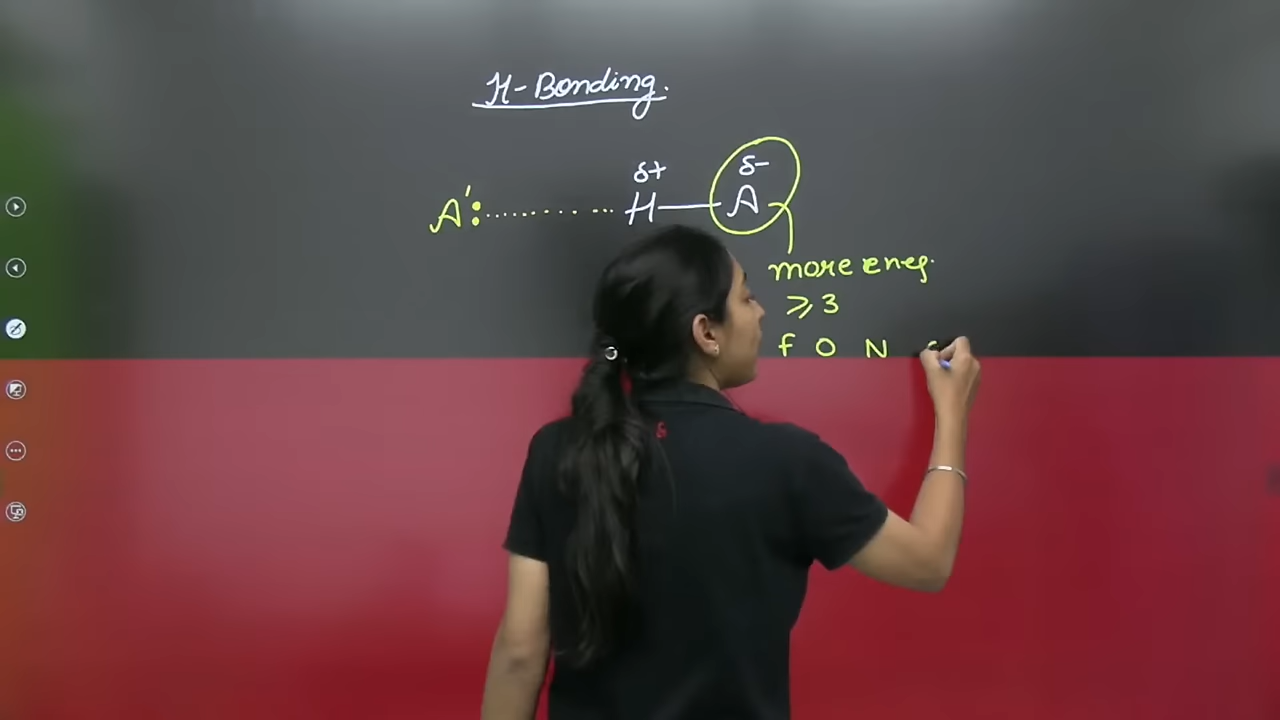 H-Bonding.
δ+ δ-
A': ............ H — A
more eneg.
⩾3
f O N